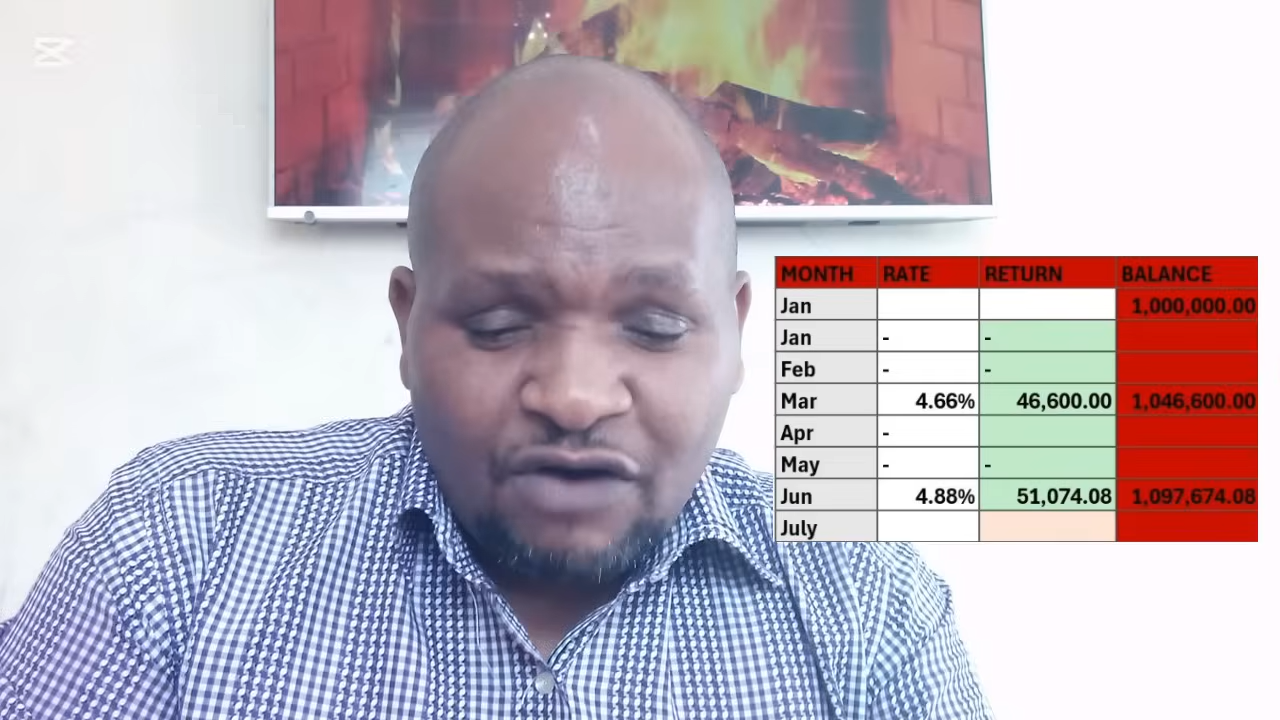 MONTH RATE RETURN BALANCE
Jan 1,000,000.00
Jan - -
Feb - -
Mar 4.66% 46,600.00 1,046,600.00
Apr -
May - -
Jun 4.88% 51,074.08 1,097,674.08
July